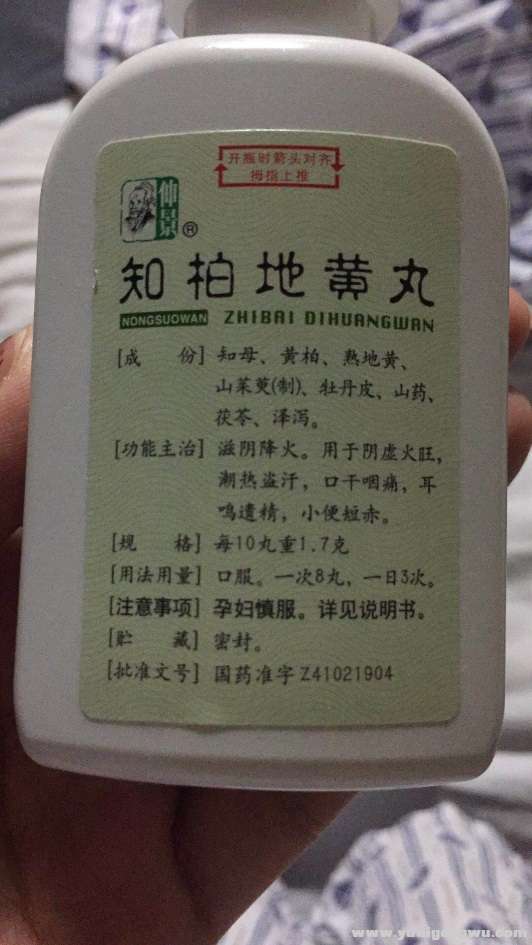 开瓶时箭头对齐
拇指上推
仲景®
知柏地黄丸
NONGSUOWAN ZHIBAI DIHUANGWAN
[成 份] 知母、黄柏、熟地黄、
山茱萸(制)、牡丹皮、山药、
茯苓、泽泻。
[功能主治] 滋阴降火。用于阴虚火旺，
潮热盗汗，口干咽痛，耳
鸣遗精，小便短赤。
[规 格] 每10丸重1.7克
[用法用量] 口服。一次8丸，一日3次。
[注意事项] 孕妇慎服。详见说明书。
[贮 藏] 密封。
[批准文号] 国药准字Z41021904